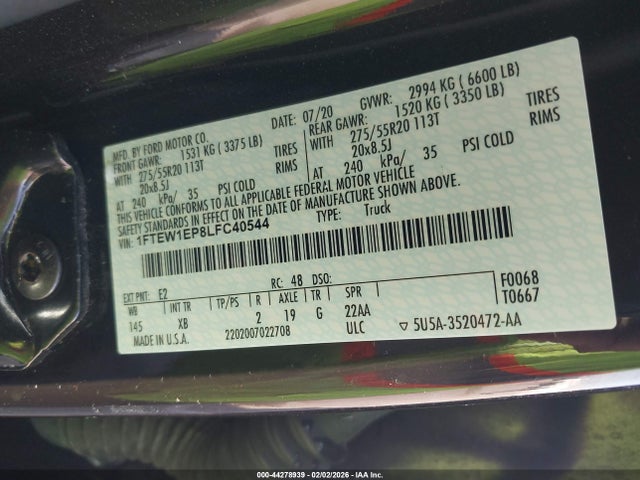 MFD. BY FORD MOTOR CO.
DATE: 07/20
GVWR: 2994 KG ( 6600 LB)
FRONT GAWR: 1531 KG ( 3375 LB)
REAR GAWR: 1520 KG ( 3350 LB)
WITH 275/55R20 113T TIRES
WITH 275/55R20 113T TIRES
20x8.5J RIMS
20x8.5J RIMS
AT 240 kPa/ 35 PSI COLD
AT 240 kPa/ 35 PSI COLD
THIS VEHICLE CONFORMS TO ALL APPLICABLE FEDERAL MOTOR VEHICLE
SAFETY STANDARDS IN EFFECT ON THE DATE OF MANUFACTURE SHOWN ABOVE.
VIN: 1FTEW1EP8LFC40544
TYPE: Truck
EXT PNT: E2 RC: 48 DSO: F0068
WB INT TR TP/PS R AXLE TR SPR T0667
145 XB 2 19 G 22AA
MADE IN U.S.A. 2202007022708 ULC ▽ 5U5A-3520472-AA
000-44278939 - 02/02/2026 - IAA Inc.